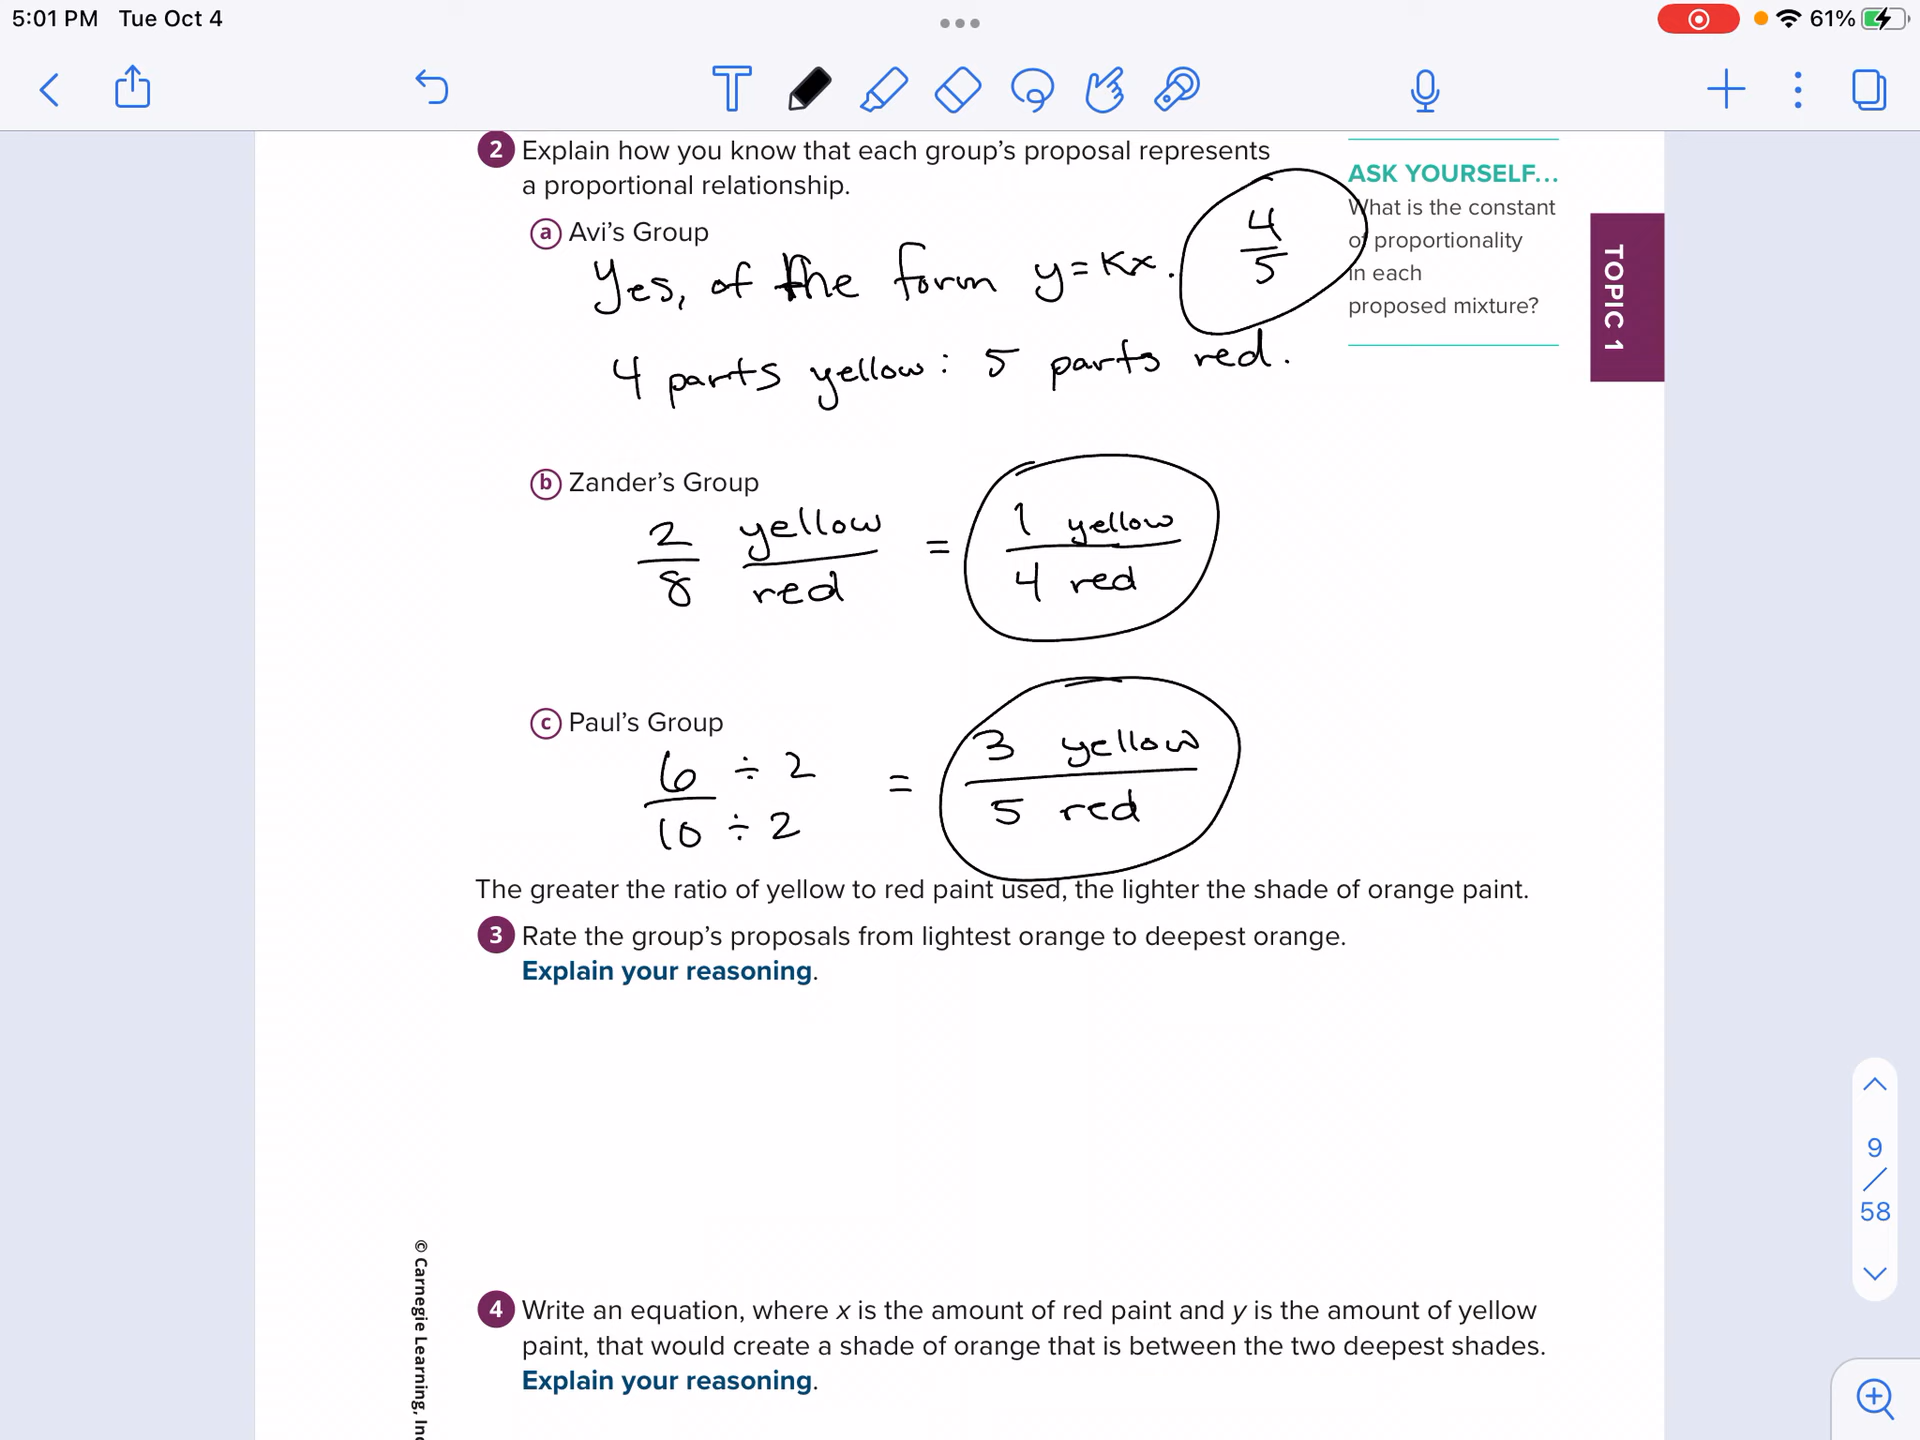 5:01 PM Tue Oct 4
61%
2 Explain how you know that each group's proposal represents
a proportional relationship.
ASK YOURSELF...
What is the constant
of proportionality
in each
proposed mixture?
TOPIC 1
a Avi's Group
Yes, of the form y=kx.
4
5
4 parts yellow: 5 parts red.
b Zander's Group
2 yellow = 1 yellow
8 red 4 red
c Paul's Group
6 ÷ 2 = 3 yellow
10 ÷ 2 5 red
The greater the ratio of yellow to red paint used, the lighter the shade of orange paint.
3 Rate the group's proposals from lightest orange to deepest orange.
Explain your reasoning.
9
/
58
© Carnegie Learning, Inc
4 Write an equation, where x is the amount of red paint and y is the amount of yellow
paint, that would create a shade of orange that is between the two deepest shades.
Explain your reasoning.